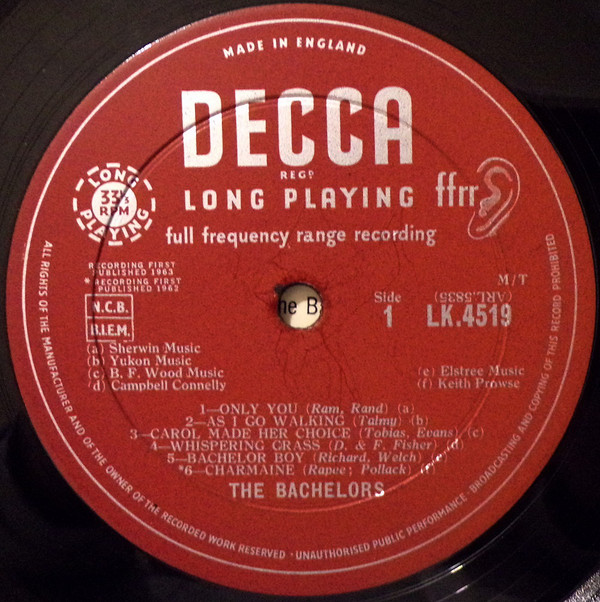 MADE IN ENGLAND
DECCA
REGD
LONG PLAYING
ffrr
full frequency range recording
LONG
33⅓
RPM
PLAYING
RECORDING FIRST
PUBLISHED 1963
* RECORDING FIRST
PUBLISHED 1962
N.C.B.
B.I.E.M.
M/T
(ARL.5835)
Side
1
LK.4519
he B
(a) Sherwin Music
(b) Yukon Music
(c) B. F. Wood Music
(d) Campbell Connelly
(e) Elstree Music
(f) Keith Prowse
1—ONLY YOU (Ram, Rand) (a)
2—AS I GO WALKING (Talmy) (b)
3—CAROL MADE HER CHOICE (Tobias, Evans) (c)
4—WHISPERING GRASS (D. & F. Fisher) (d)
5—BACHELOR BOY (Richard, Welch) (e)
*6—CHARMAINE (Rapee; Pollack) (f)
THE BACHELORS
ALL RIGHTS OF THE MANUFACTURER AND OF THE OWNER OF THE RECORDED WORK RESERVED · UNAUTHORISED PUBLIC PERFORMANCE · BROADCASTING AND COPYING OF THIS RECORD PROHIBITED